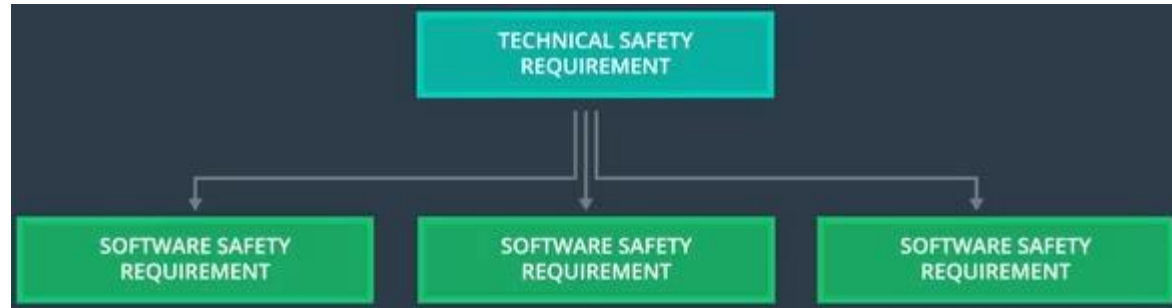 TECHNICAL SAFETY
REQUIREMENT
SOFTWARE SAFETY
REQUIREMENT
SOFTWARE SAFETY
REQUIREMENT
SOFTWARE SAFETY
REQUIREMENT